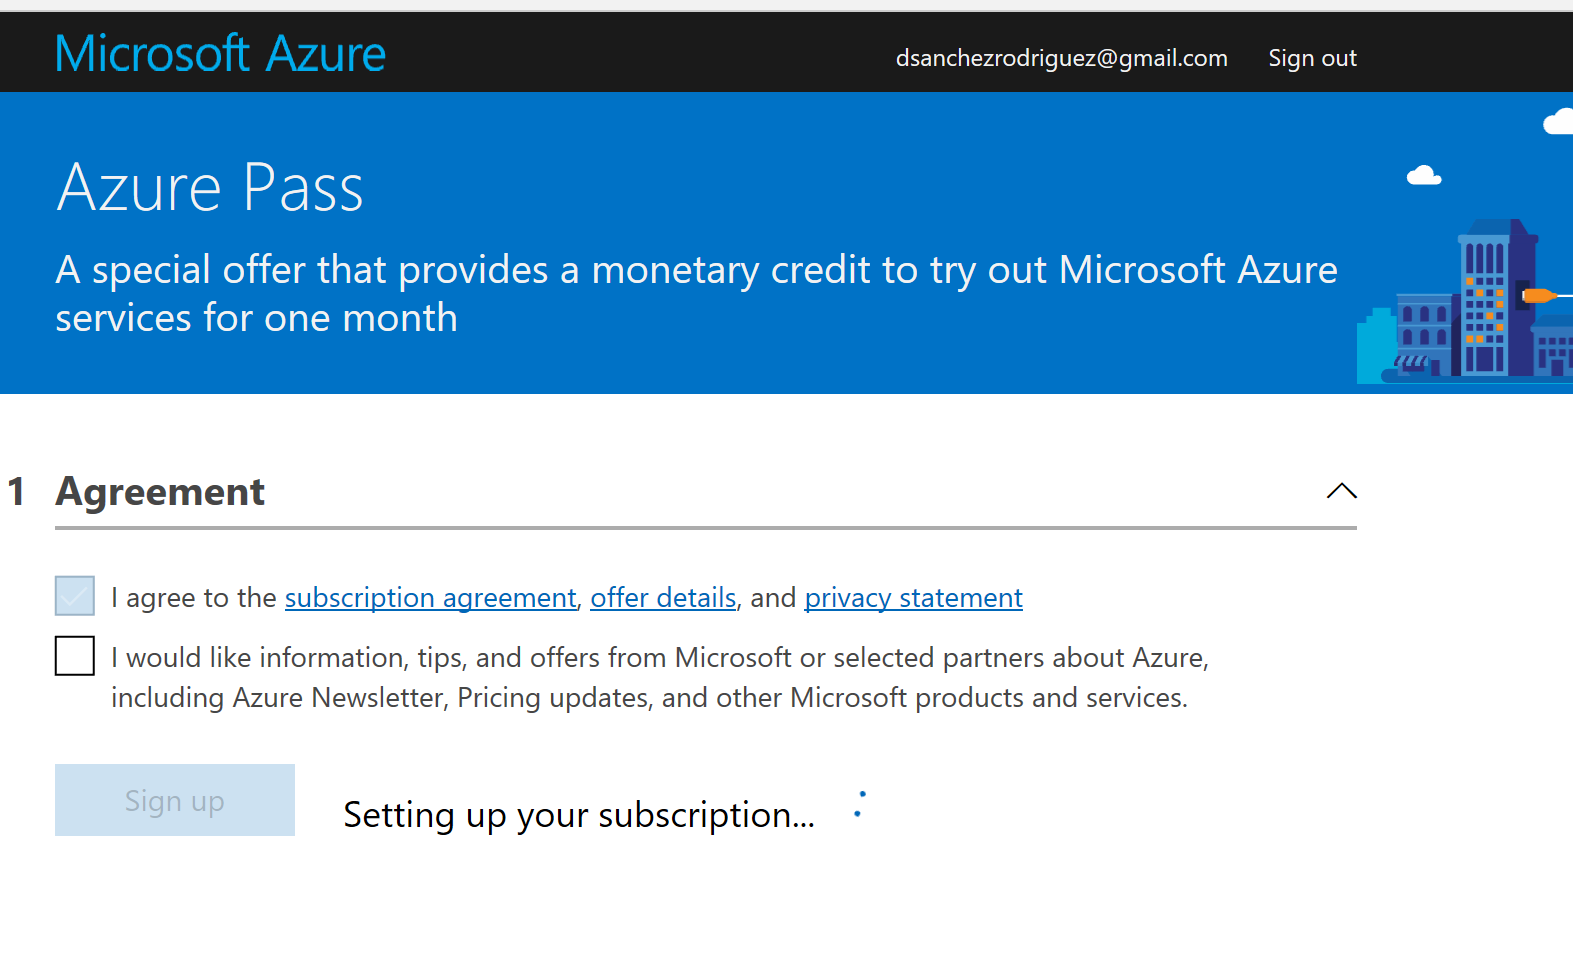 Microsoft Azure
dsanchezrodriguez@gmail.com Sign out
Azure Pass
A special offer that provides a monetary credit to try out Microsoft Azure
services for one month
1 Agreement
I agree to the subscription agreement, offer details, and privacy statement
I would like information, tips, and offers from Microsoft or selected partners about Azure,
including Azure Newsletter, Pricing updates, and other Microsoft products and services.
Sign up
Setting up your subscription...